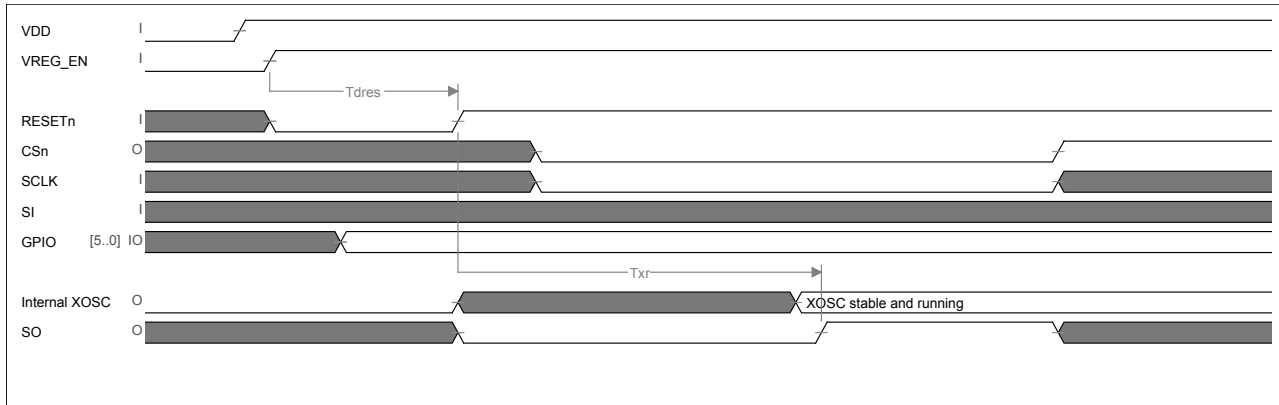 VDD I
VREG_EN I
Tdres
RESETn I
CSn O
SCLK I
SI I
GPIO [5..0] IO
Txr
Internal XOSC O XOSC stable and running
SO O